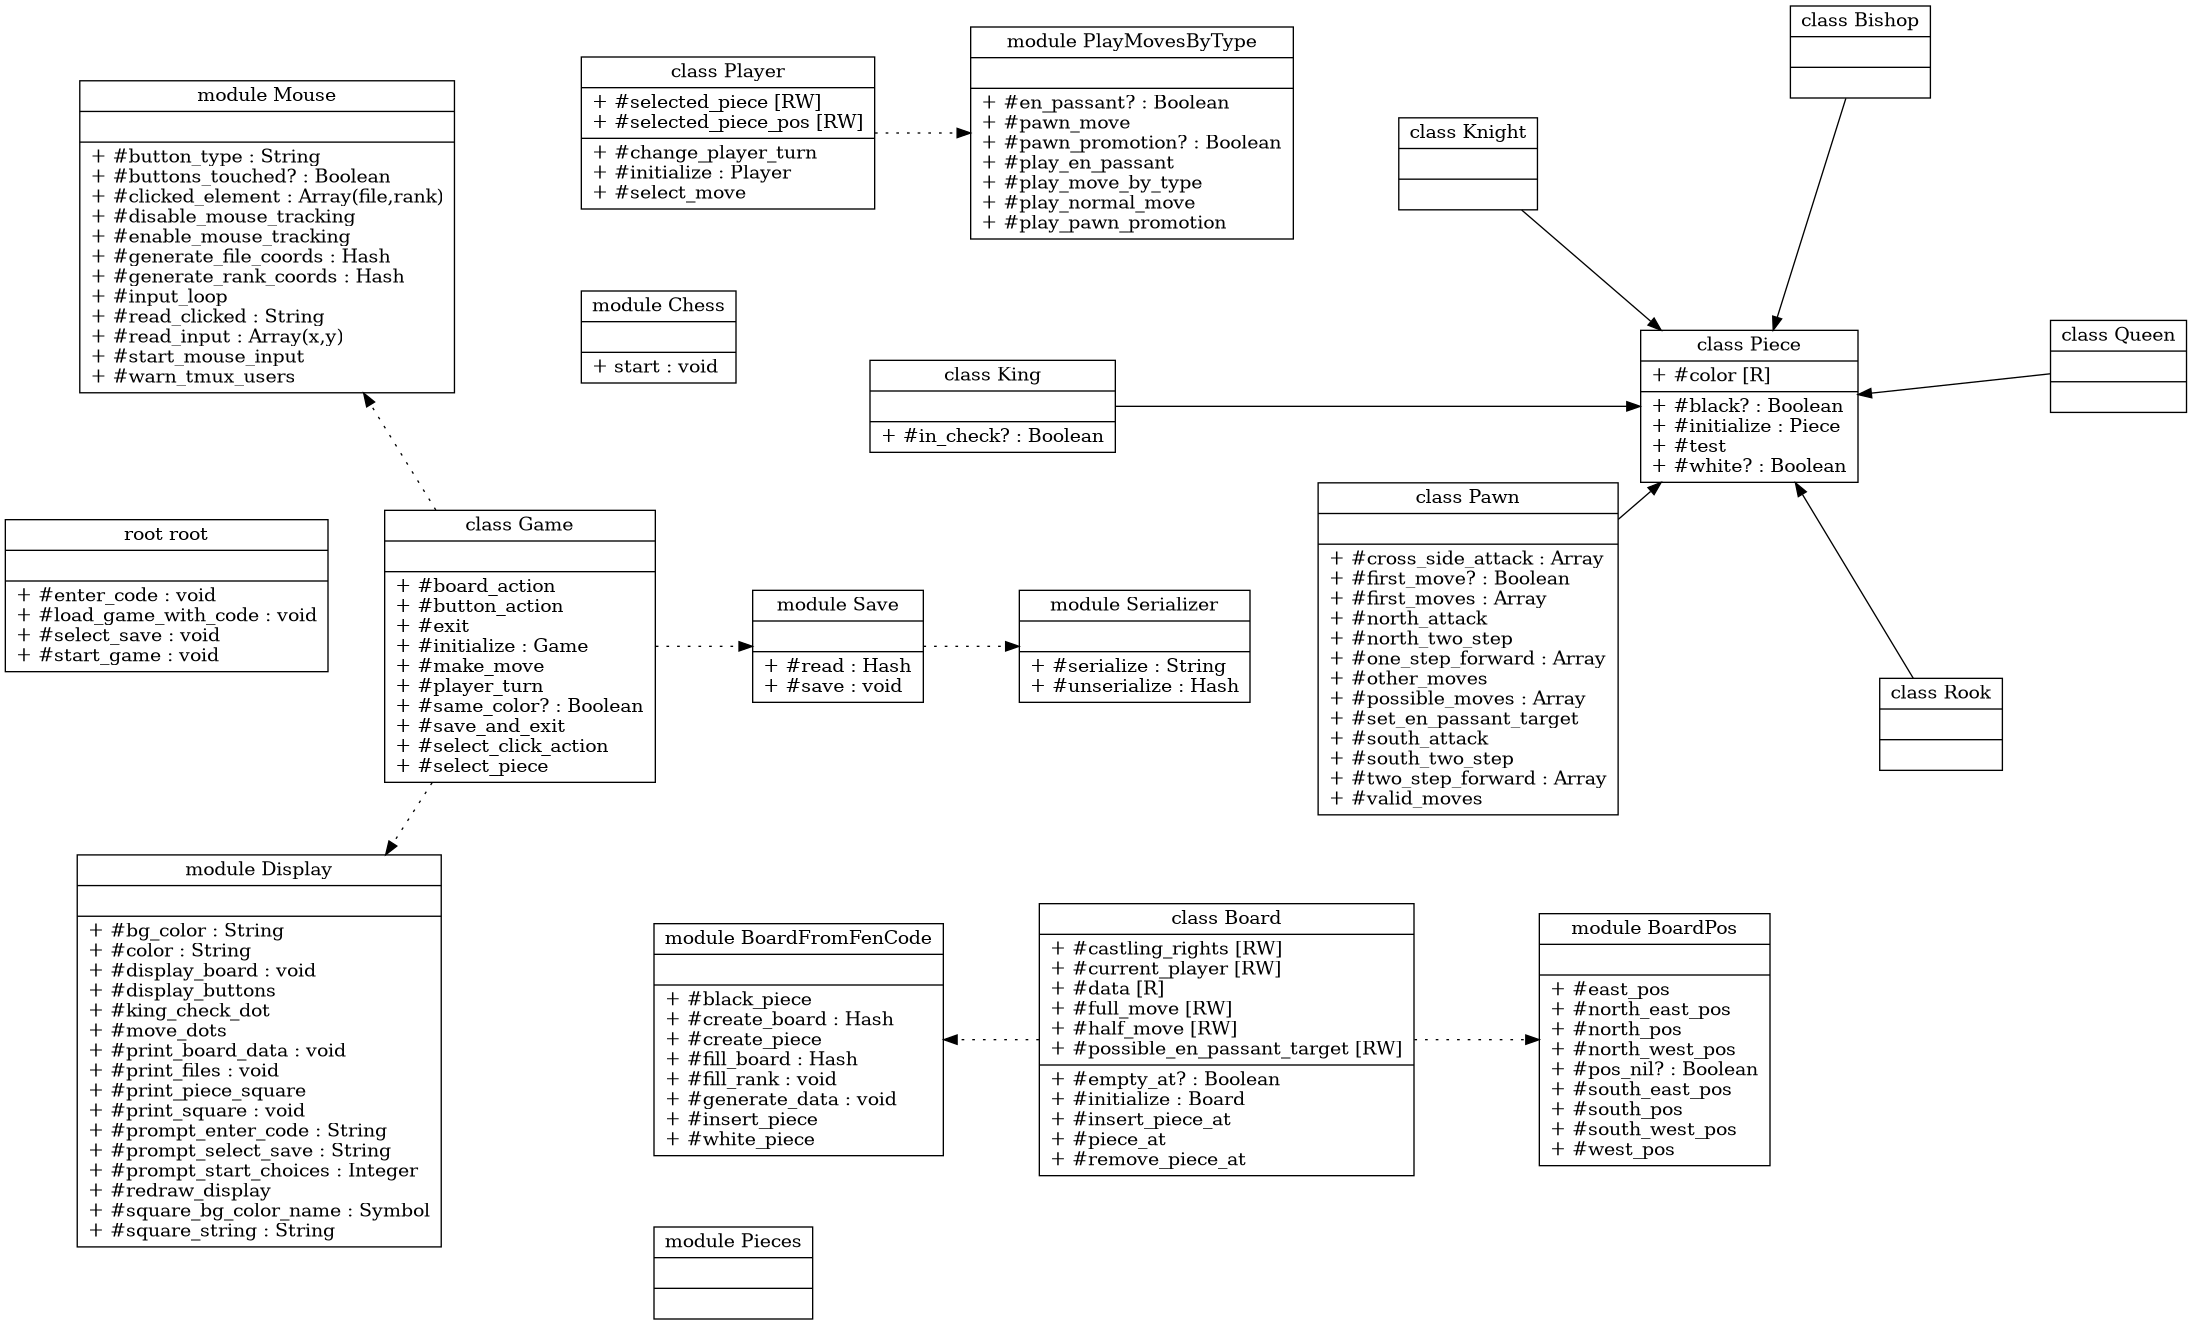 module Mouse
+ #button_type : String
+ #buttons_touched? : Boolean
+ #clicked_element : Array(file,rank)
+ #disable_mouse_tracking
+ #enable_mouse_tracking
+ #generate_file_coords : Hash
+ #generate_rank_coords : Hash
+ #input_loop
+ #read_clicked : String
+ #read_input : Array(x,y)
+ #start_mouse_input
+ #warn_tmux_users
class Player
+ #selected_piece [RW]
+ #selected_piece_pos [RW]
+ #change_player_turn
+ #initialize : Player
+ #select_move
module PlayMovesByType
+ #en_passant? : Boolean
+ #pawn_move
+ #pawn_promotion? : Boolean
+ #play_en_passant
+ #play_move_by_type
+ #play_normal_move
+ #play_pawn_promotion
class Bishop
class Knight
module Chess
+ start : void
class King
+ #in_check? : Boolean
class Piece
+ #color [R]
+ #black? : Boolean
+ #initialize : Piece
+ #test
+ #white? : Boolean
class Queen
root root
+ #enter_code : void
+ #load_game_with_code : void
+ #select_save : void
+ #start_game : void
class Game
+ #board_action
+ #button_action
+ #exit
+ #initialize : Game
+ #make_move
+ #player_turn
+ #same_color? : Boolean
+ #save_and_exit
+ #select_click_action
+ #select_piece
module Save
+ #read : Hash
+ #save : void
module Serializer
+ #serialize : String
+ #unserialize : Hash
class Pawn
+ #cross_side_attack : Array
+ #first_move? : Boolean
+ #first_moves : Array
+ #north_attack
+ #north_two_step
+ #one_step_forward : Array
+ #other_moves
+ #possible_moves : Array
+ #set_en_passant_target
+ #south_attack
+ #south_two_step
+ #two_step_forward : Array
+ #valid_moves
class Rook
module Display
+ #bg_color : String
+ #color : String
+ #display_board : void
+ #display_buttons
+ #king_check_dot
+ #move_dots
+ #print_board_data : void
+ #print_files : void
+ #print_piece_square
+ #print_square : void
+ #prompt_enter_code : String
+ #prompt_select_save : String
+ #prompt_start_choices : Integer
+ #redraw_display
+ #square_bg_color_name : Symbol
+ #square_string : String
module BoardFromFenCode
+ #black_piece
+ #create_board : Hash
+ #create_piece
+ #fill_board : Hash
+ #fill_rank : void
+ #generate_data : void
+ #insert_piece
+ #white_piece
class Board
+ #castling_rights [RW]
+ #current_player [RW]
+ #data [R]
+ #full_move [RW]
+ #half_move [RW]
+ #possible_en_passant_target [RW]
+ #empty_at? : Boolean
+ #initialize : Board
+ #insert_piece_at
+ #piece_at
+ #remove_piece_at
module BoardPos
+ #east_pos
+ #north_east_pos
+ #north_pos
+ #north_west_pos
+ #pos_nil? : Boolean
+ #south_east_pos
+ #south_pos
+ #south_west_pos
+ #west_pos
module Pieces